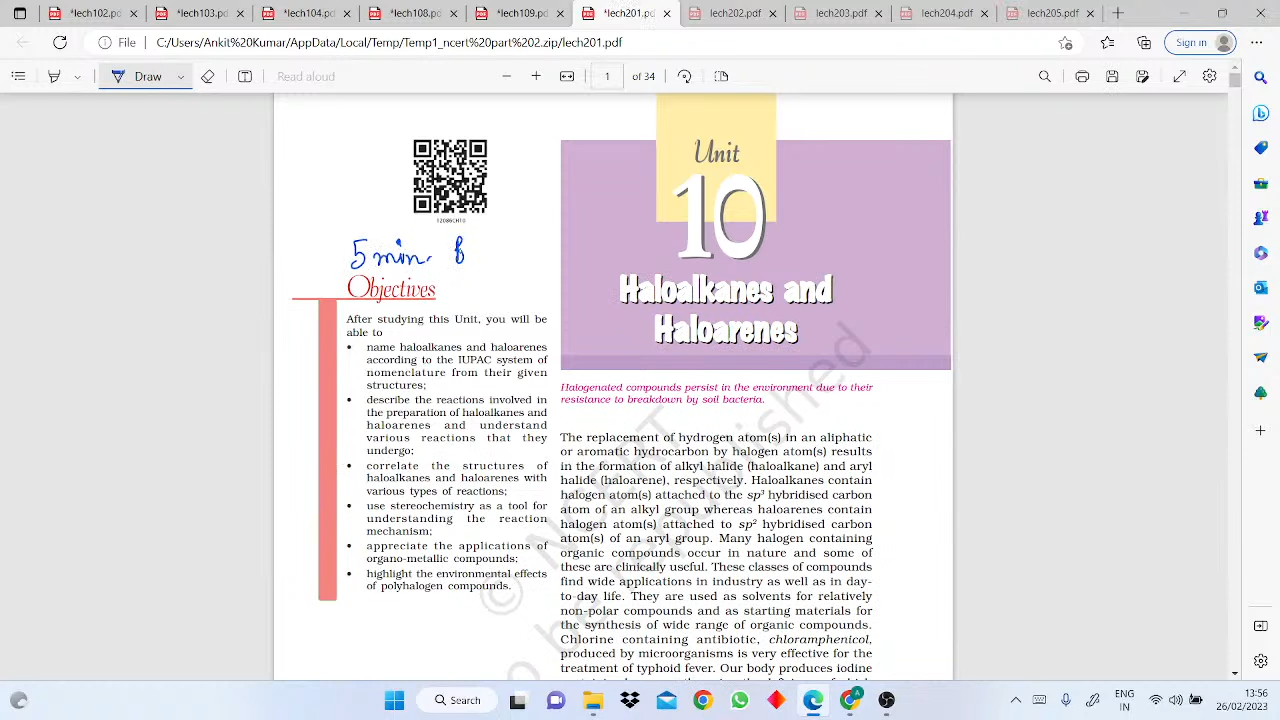 *lech102.p
*lech103.p
*lech104.p
*lech108.p
*lech109.p
*lech201.pd
lech202.pdf
lech203.pdf
lech204.pdf
lech205.pdf
File
C:/Users/Ankit%20Kumar/AppData/Local/Temp/Temp1_ncert%20part%202.zip/lech201.pdf
Sign in
Draw
Read aloud
1 of 34
12086CH10
5 min. b
Objectives
After studying this Unit, you will be
able to
• name haloalkanes and haloarenes
according to the IUPAC system of
nomenclature from their given
structures;
• describe the reactions involved in
the preparation of haloalkanes and
haloarenes and understand
various reactions that they
undergo;
• correlate the structures of
haloalkanes and haloarenes with
various types of reactions;
• use stereochemistry as a tool for
understanding the reaction
mechanism;
• appreciate the applications of
organo-metallic compounds;
• highlight the environmental effects
of polyhalogen compounds.
Unit
10
Haloalkanes and
Haloarenes
Halogenated compounds persist in the environment due to their
resistance to breakdown by soil bacteria.
The replacement of hydrogen atom(s) in an aliphatic
or aromatic hydrocarbon by halogen atom(s) results
in the formation of alkyl halide (haloalkane) and aryl
halide (haloarene), respectively. Haloalkanes contain
halogen atom(s) attached to the sp³ hybridised carbon
atom of an alkyl group whereas haloarenes contain
halogen atom(s) attached to sp² hybridised carbon
atom(s) of an aryl group. Many halogen containing
organic compounds occur in nature and some of
these are clinically useful. These classes of compounds
find wide applications in industry as well as in day-
to-day life. They are used as solvents for relatively
non-polar compounds and as starting materials for
the synthesis of wide range of organic compounds.
Chlorine containing antibiotic, chloramphenicol,
produced by microorganisms is very effective for the
treatment of typhoid fever. Our body produces iodine
© NCERT
o be republished
Search
ENG
IN
13:56
26/02/2023